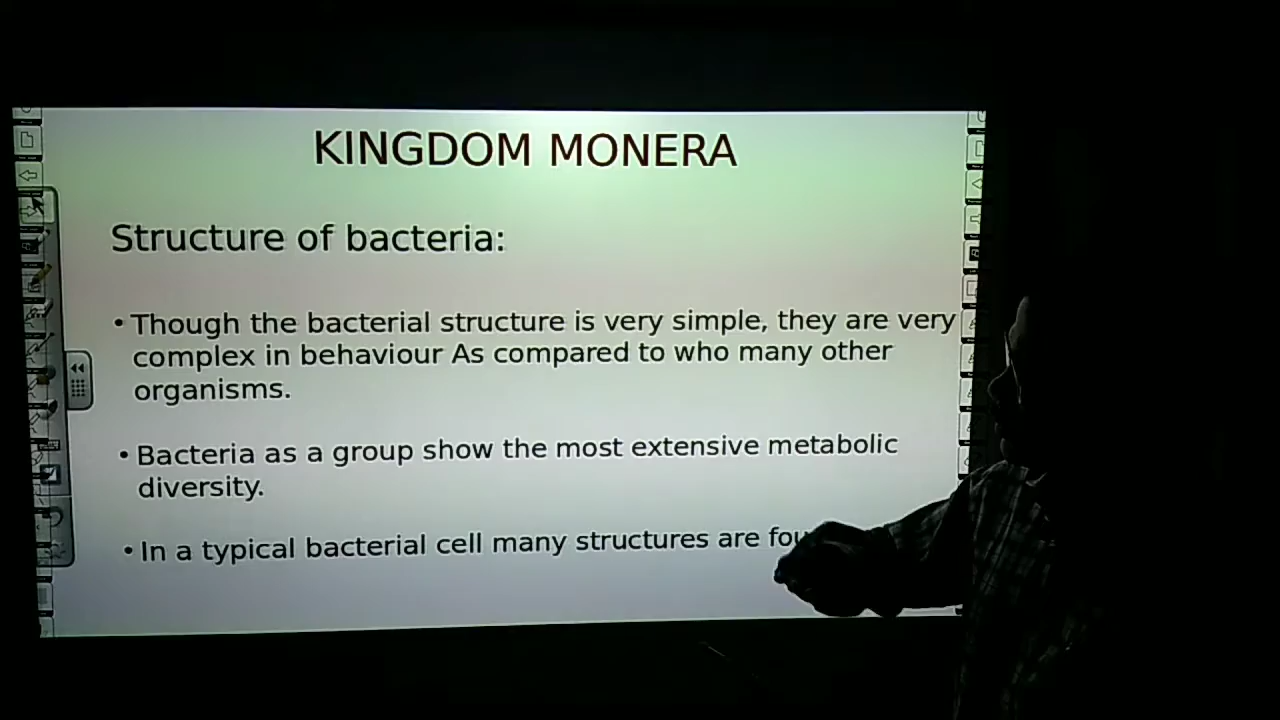 KINGDOM MONERA
Structure of bacteria:
• Though the bacterial structure is very simple, they are very
complex in behaviour As compared to who many other
organisms.
• Bacteria as a group show the most extensive metabolic
diversity.
• In a typical bacterial cell many structures are